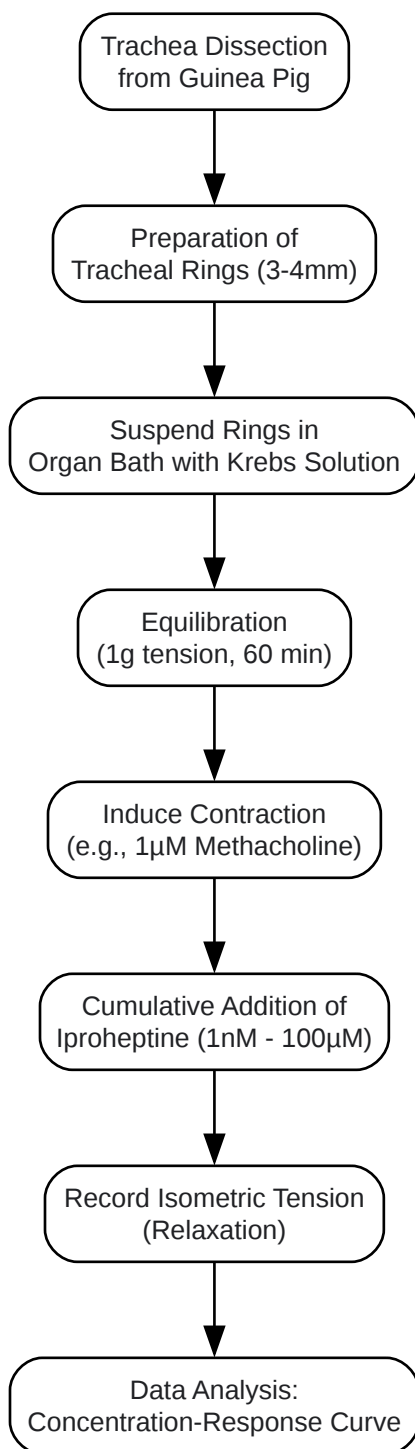 Trachea Dissection
from Guinea Pig
Preparation of
Tracheal Rings (3-4mm)
Suspend Rings in
Organ Bath with Krebs Solution
Equilibration
(1g tension, 60 min)
Induce Contraction
(e.g., 1µM Methacholine)
Cumulative Addition of
Iproheptine (1nM - 100µM)
Record Isometric Tension
(Relaxation)
Data Analysis:
Concentration-Response Curve